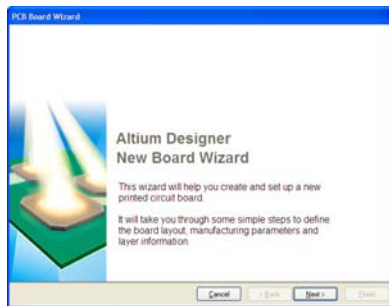 PCB Board Wizard
Altium Designer
New Board Wizard
This wizard will help you create and set up a new
printed circuit board.
It will take you through some simple steps to define
the board layout, manufacturing parameters and
layer information.
Cancel < Back Next > Finish